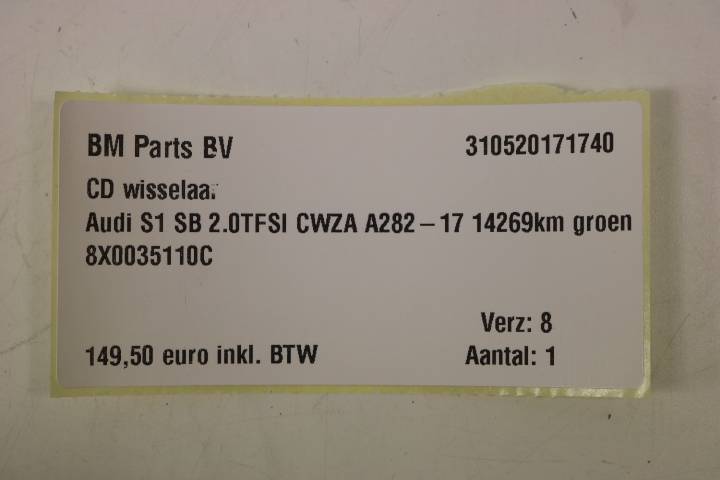 BM Parts BV 310520171740
CD wisselaar
Audi S1 SB 2.0TFSI CWZA A282 – 17 14269km groen
8X0035110C
Verz: 8
149,50 euro inkl. BTW Aantal: 1